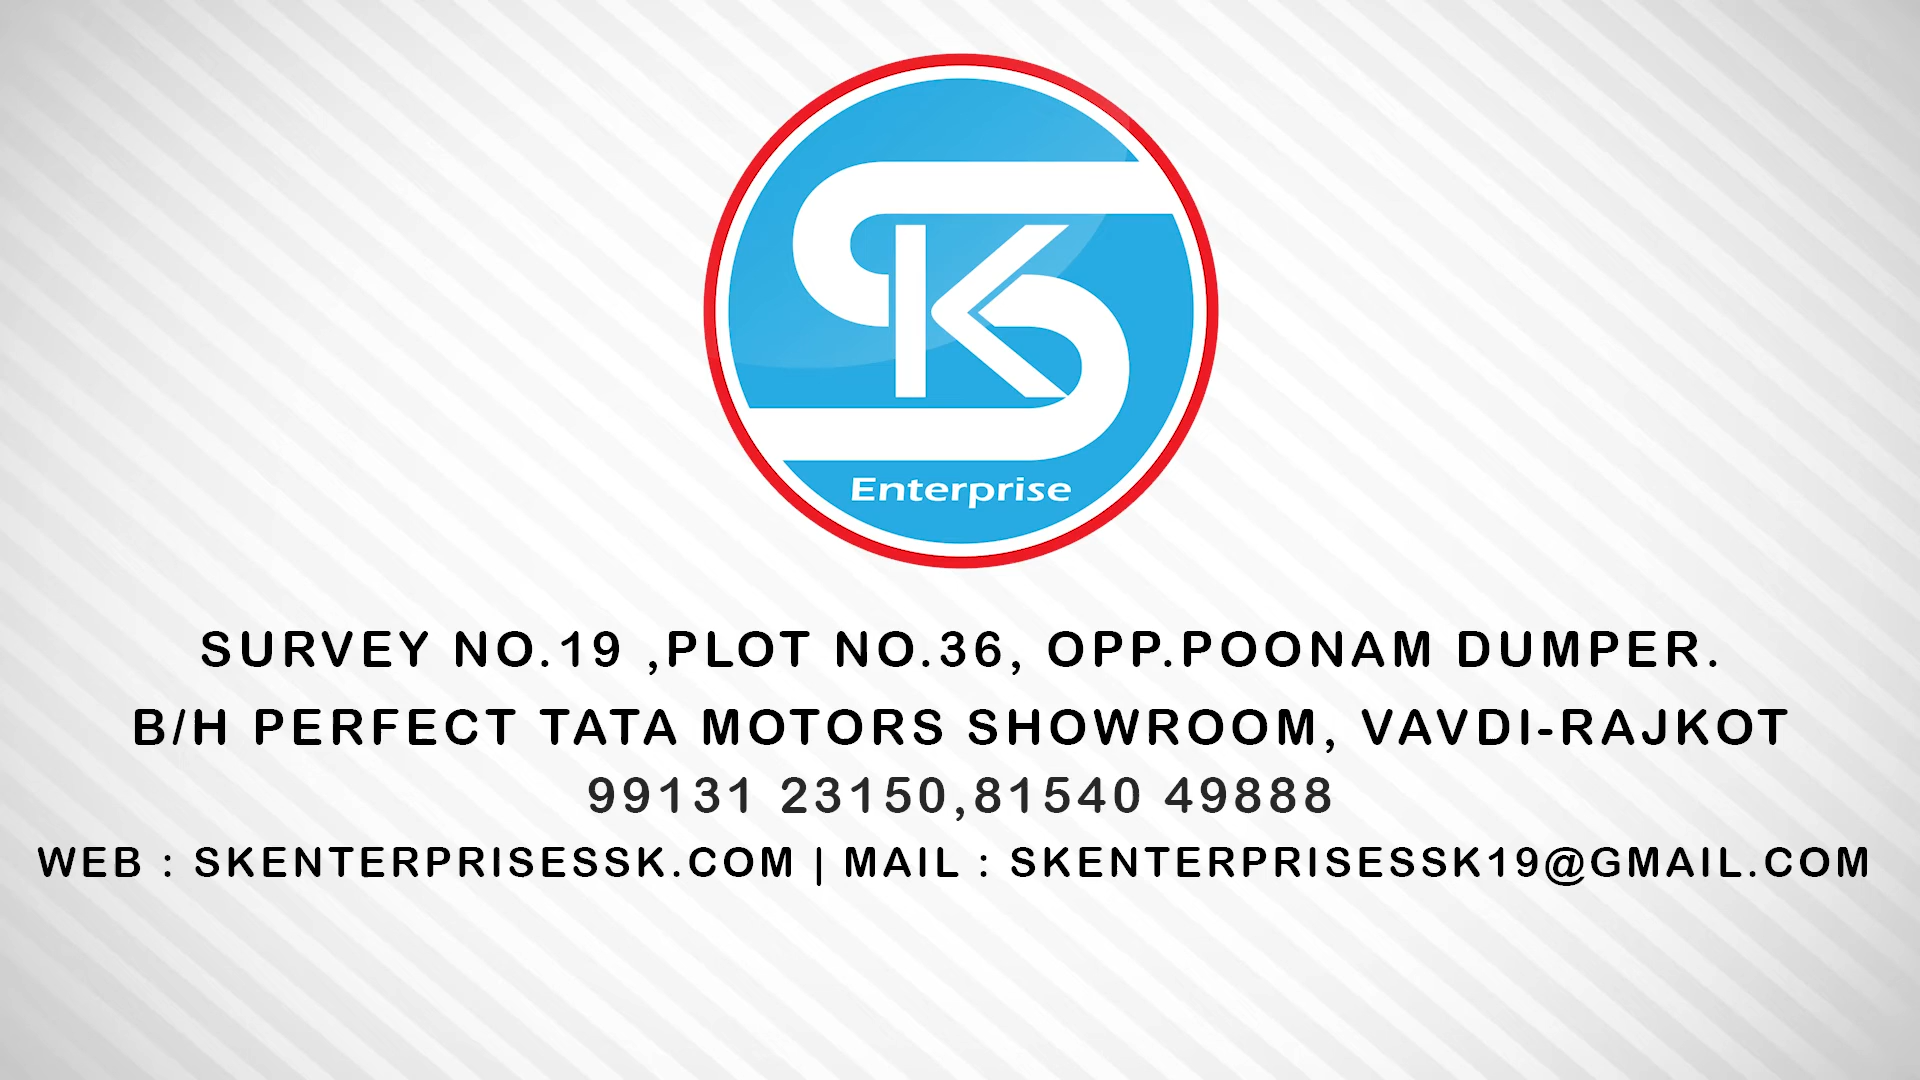 SK
Enterprise
SURVEY NO.19 ,PLOT NO.36, OPP.POONAM DUMPER.
B/H PERFECT TATA MOTORS SHOWROOM, VAVDI-RAJKOT
99131 23150,81540 49888
WEB : SKENTERPRISESSK.COM | MAIL : SKENTERPRISESSK19@GMAIL.COM